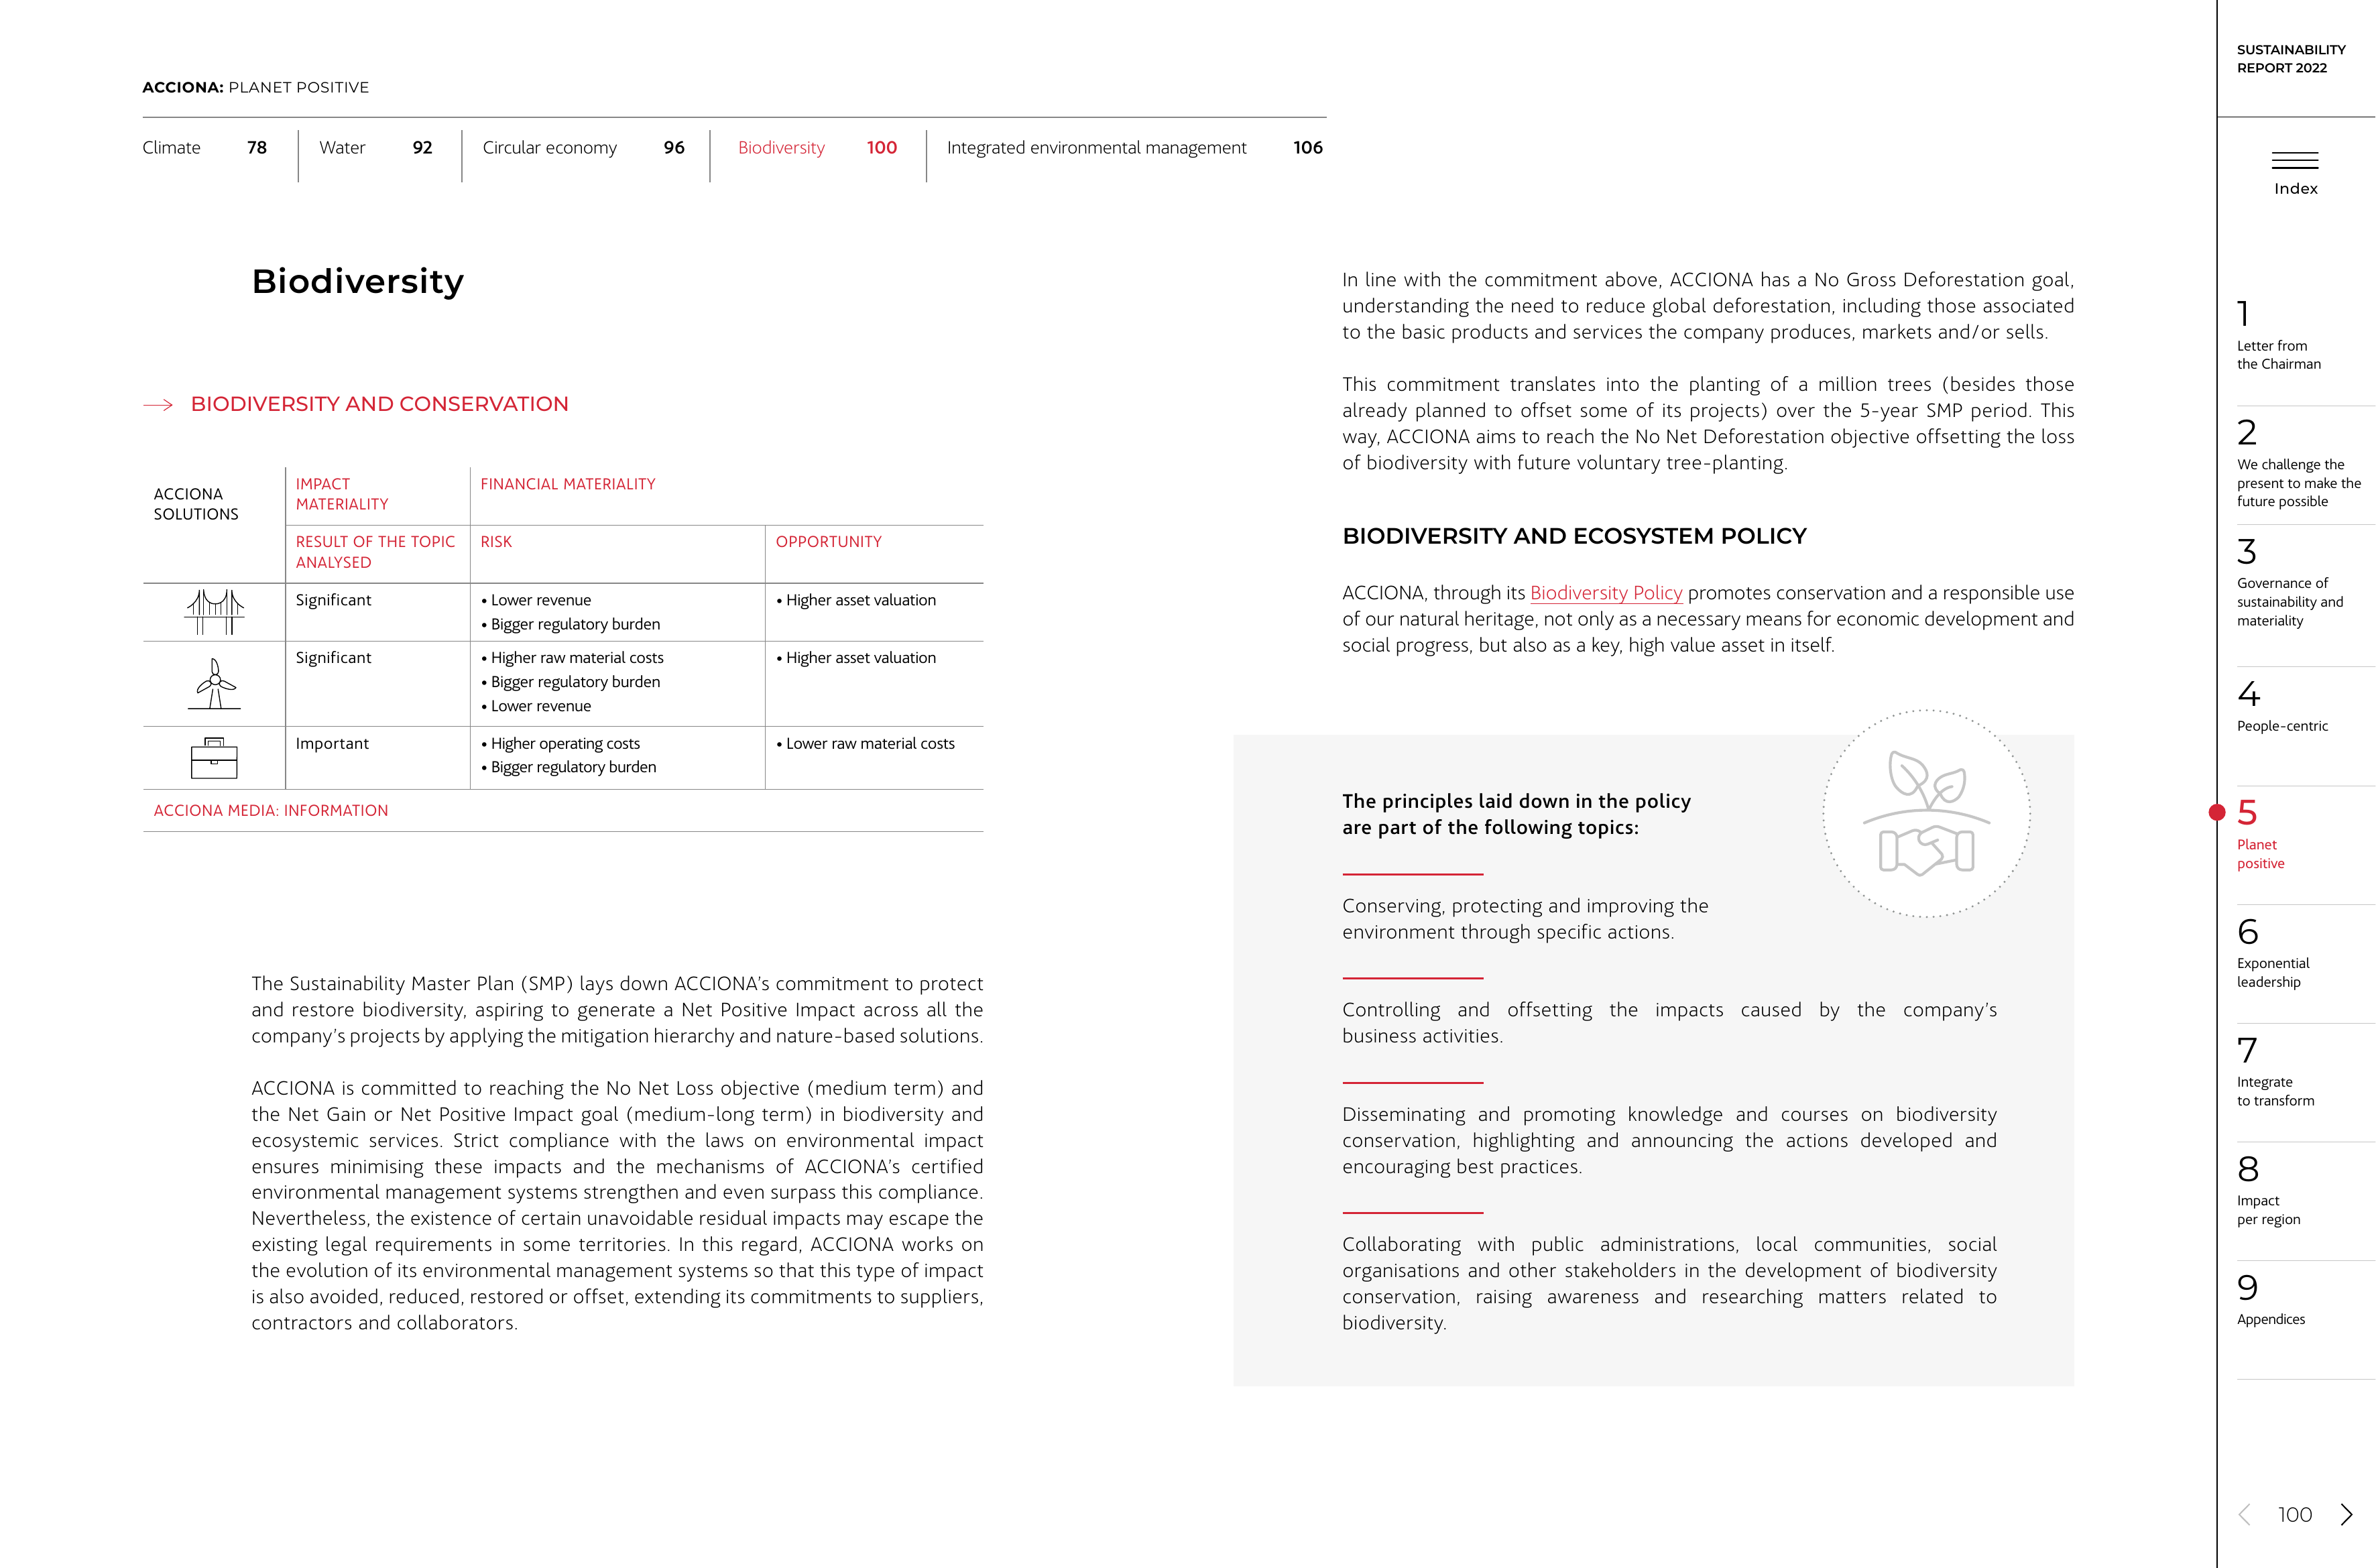 ACCIONA: PLANET POSITIVE
Climate 78
Water 92
Circular economy 96
Biodiversity 100
Integrated environmental management 106
Biodiversity
BIODIVERSITY AND CONSERVATION
ACCIONA
SOLUTIONS
IMPACT
MATERIALITY
FINANCIAL MATERIALITY
RESULT OF THE TOPIC
ANALYSED
RISK
OPPORTUNITY
Significant
• Lower revenue
• Bigger regulatory burden
• Higher asset valuation
Significant
• Higher raw material costs
• Bigger regulatory burden
• Lower revenue
• Higher asset valuation
Important
• Higher operating costs
• Bigger regulatory burden
• Lower raw material costs
ACCIONA MEDIA: INFORMATION
The Sustainability Master Plan (SMP) lays down ACCIONA’s commitment to protect
and restore biodiversity, aspiring to generate a Net Positive Impact across all the
company’s projects by applying the mitigation hierarchy and nature-based solutions.
ACCIONA is committed to reaching the No Net Loss objective (medium term) and
the Net Gain or Net Positive Impact goal (medium-long term) in biodiversity and
ecosystemic services. Strict compliance with the laws on environmental impact
ensures minimising these impacts and the mechanisms of ACCIONA’s certified
environmental management systems strengthen and even surpass this compliance.
Nevertheless, the existence of certain unavoidable residual impacts may escape the
existing legal requirements in some territories. In this regard, ACCIONA works on
the evolution of its environmental management systems so that this type of impact
is also avoided, reduced, restored or offset, extending its commitments to suppliers,
contractors and collaborators.
In line with the commitment above, ACCIONA has a No Gross Deforestation goal,
understanding the need to reduce global deforestation, including those associated
to the basic products and services the company produces, markets and/or sells.
This commitment translates into the planting of a million trees (besides those
already planned to offset some of its projects) over the 5-year SMP period. This
way, ACCIONA aims to reach the No Net Deforestation objective offsetting the loss
of biodiversity with future voluntary tree-planting.
BIODIVERSITY AND ECOSYSTEM POLICY
ACCIONA, through its Biodiversity Policy promotes conservation and a responsible use
of our natural heritage, not only as a necessary means for economic development and
social progress, but also as a key, high value asset in itself.
The principles laid down in the policy
are part of the following topics:
Conserving, protecting and improving the
environment through specific actions.
Controlling and offsetting the impacts caused by the company’s
business activities.
Disseminating and promoting knowledge and courses on biodiversity
conservation, highlighting and announcing the actions developed and
encouraging best practices.
Collaborating with public administrations, local communities, social
organisations and other stakeholders in the development of biodiversity
conservation, raising awareness and researching matters related to
biodiversity.
SUSTAINABILITY
REPORT 2022
Index
1
Letter from
the Chairman
2
We challenge the
present to make the
future possible
3
Governance of
sustainability and
materiality
4
People-centric
5
Planet
positive
6
Exponential
leadership
7
Integrate
to transform
8
Impact
per region
9
Appendices
100